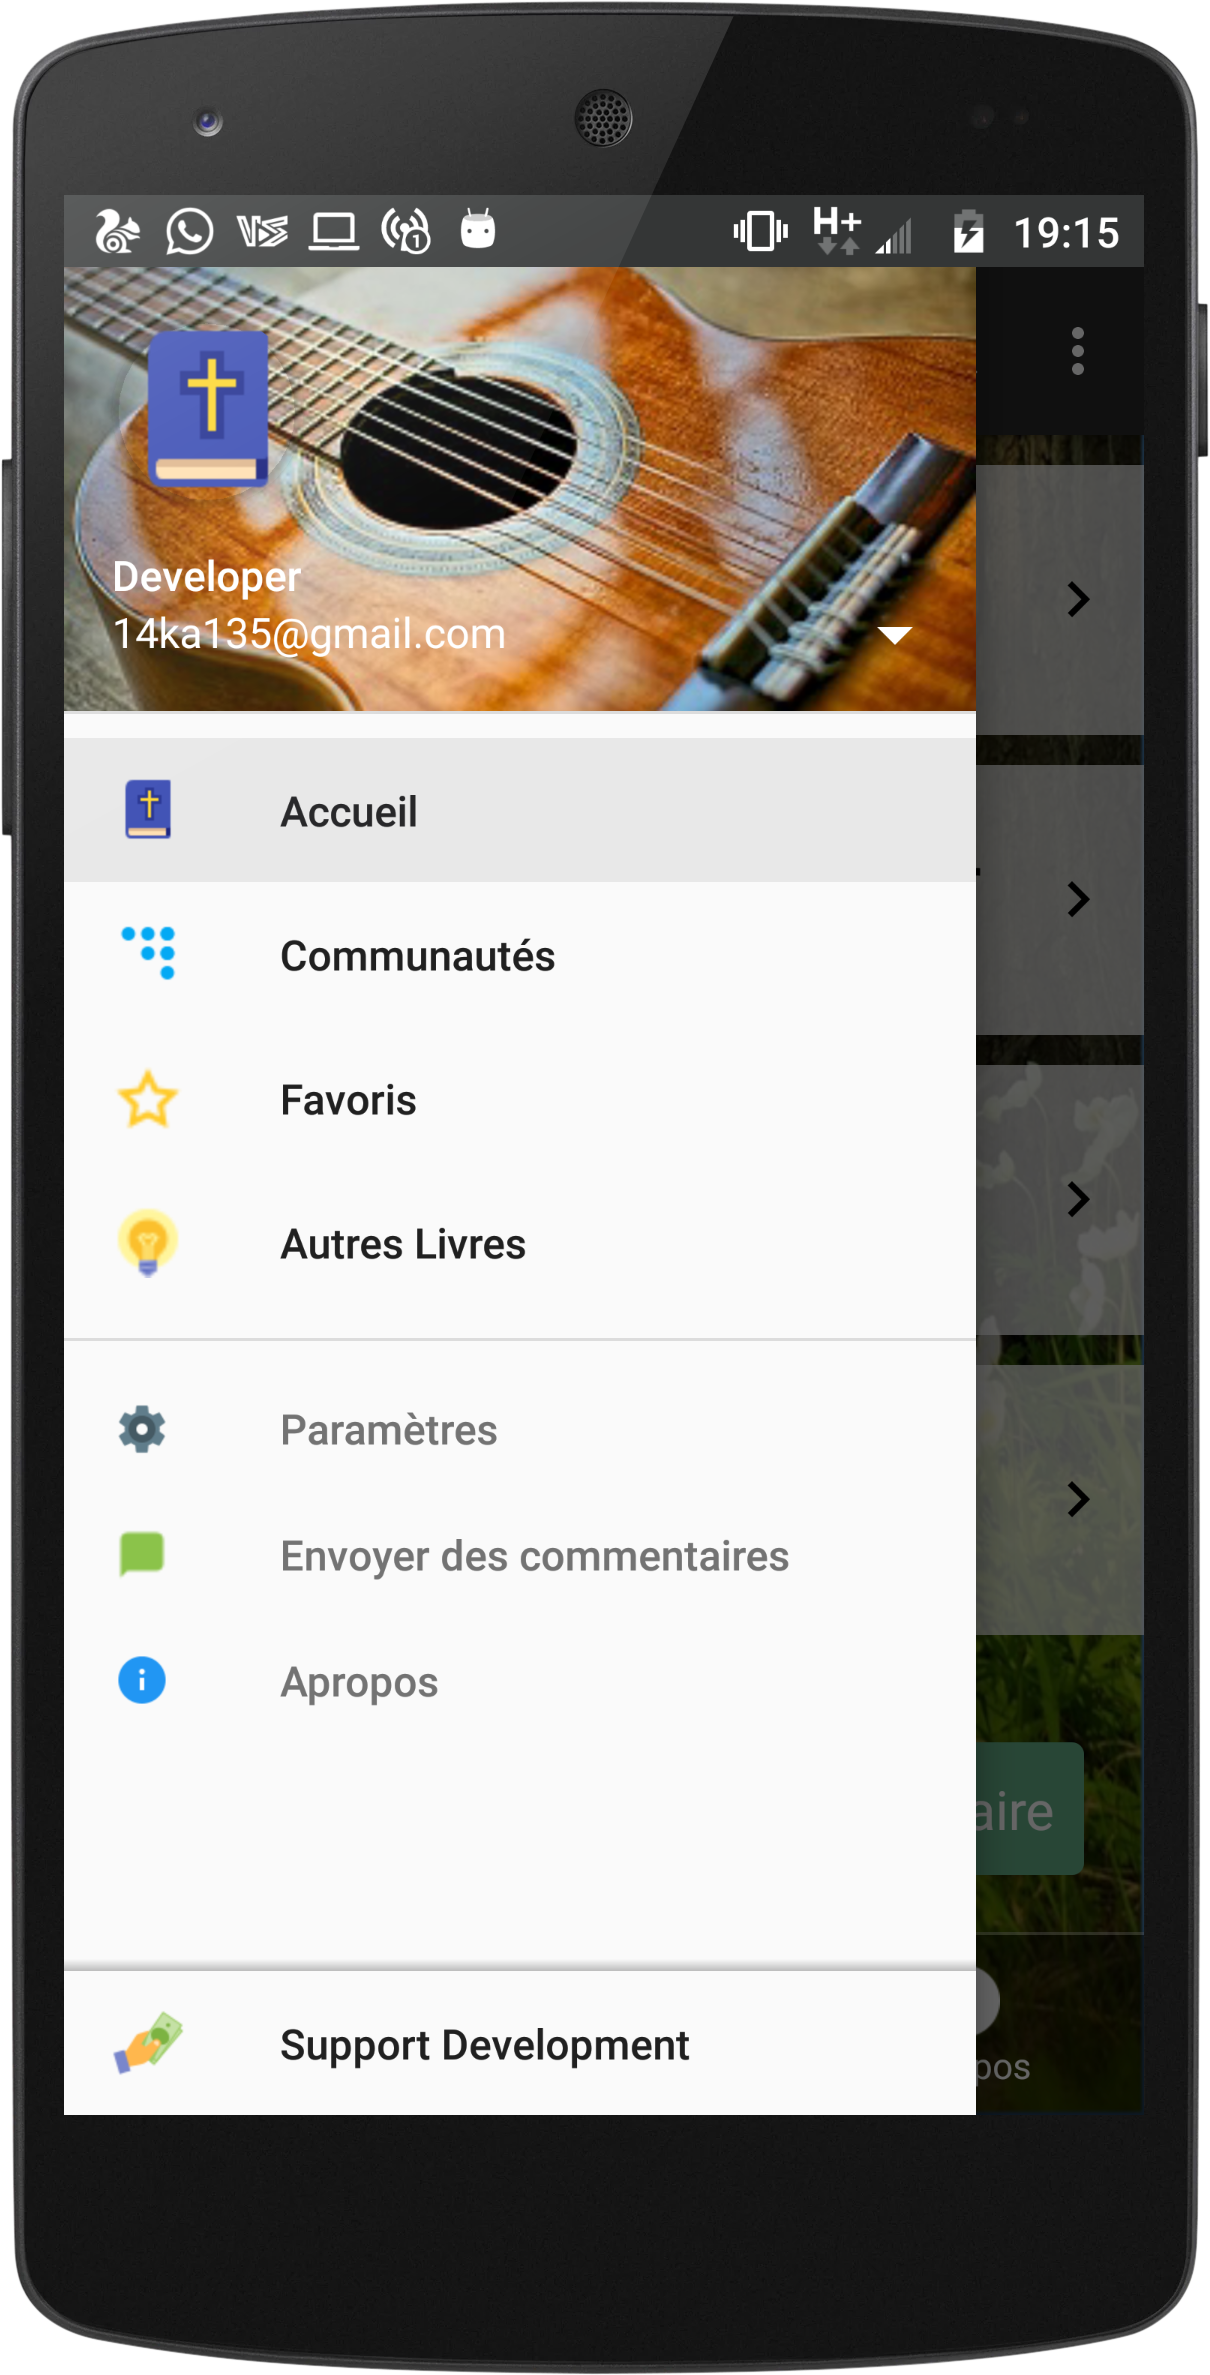 H+
19:15
Developer
14ka135@gmail.com
Accueil
Communautés
Favoris
Autres Livres
Paramètres
Envoyer des commentaires
Apropos
aire
Support Development
pos